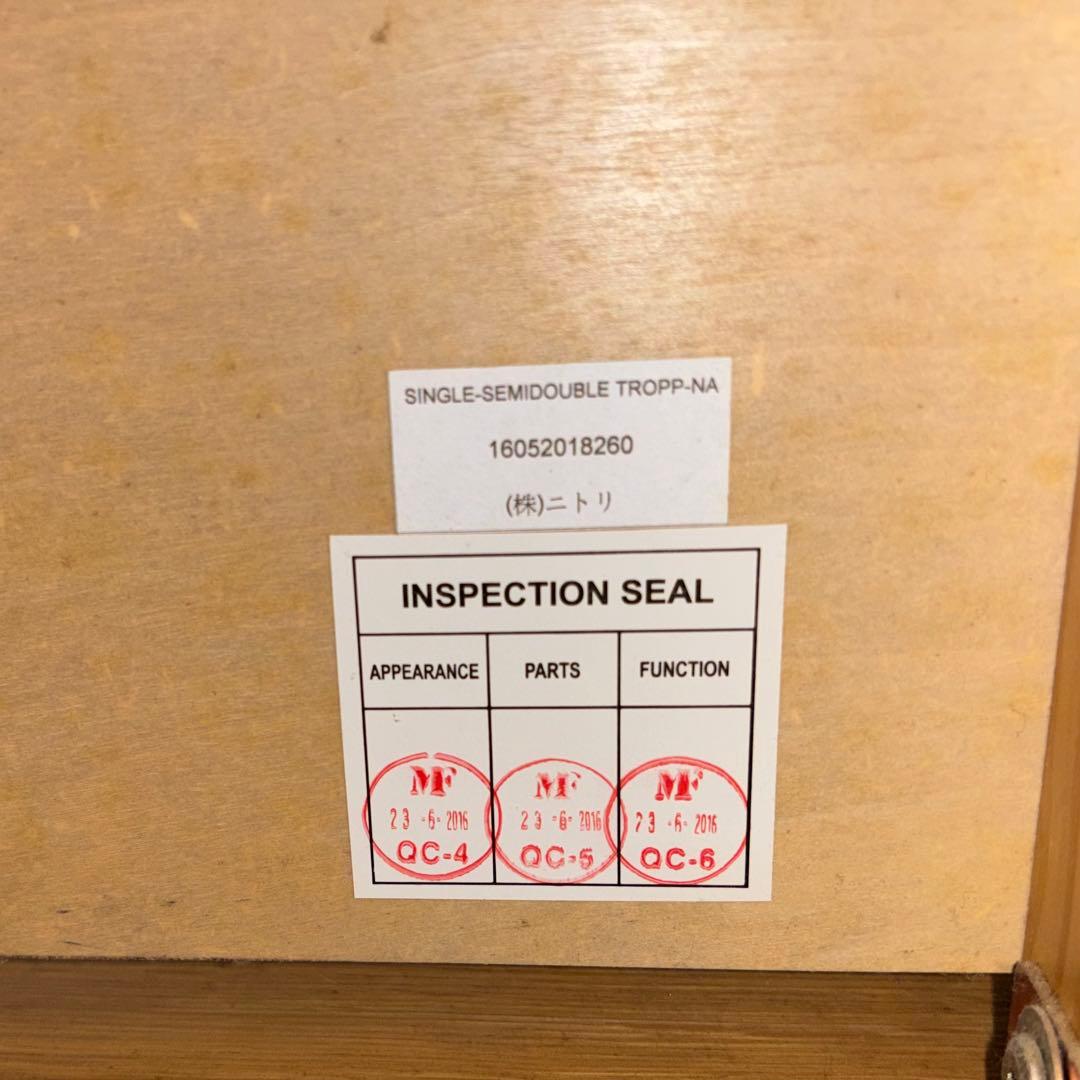 SINGLE-SEMIDOUBLE TROPP-NA
16052018260
(株)ニトリ
INSPECTION SEAL
APPEARANCE PARTS FUNCTION
MF MF MF
23 -6- 2016 23 -6- 2016 23 -6- 2016
QC-4 QC-5 QC-6